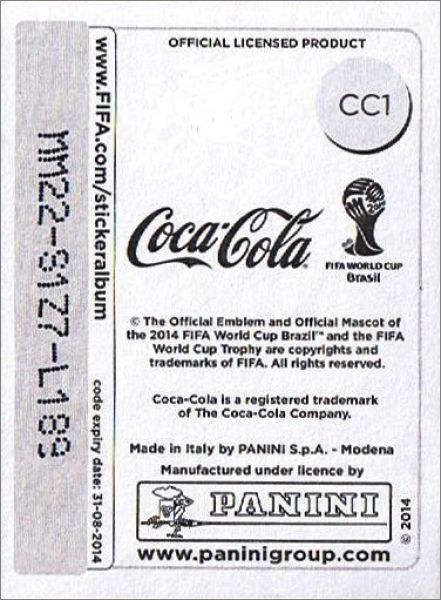 OFFICIAL LICENSED PRODUCT
CC1
Coca-Cola
FIFA WORLD CUP
Brasil
© The Official Emblem and Official Mascot of
the 2014 FIFA World Cup Brazil™ and the FIFA
World Cup Trophy are copyrights and
trademarks of FIFA. All rights reserved.
Coca-Cola is a registered trademark
of The Coca-Cola Company.
Made in Italy by PANINI S.p.A. - Modena
Manufactured under licence by
PANINI
© 2014
www.paninigroup.com
www.FIFA.com/stickeralbum
code expiry date: 31-08-2014
MM22-S1Z7-L189